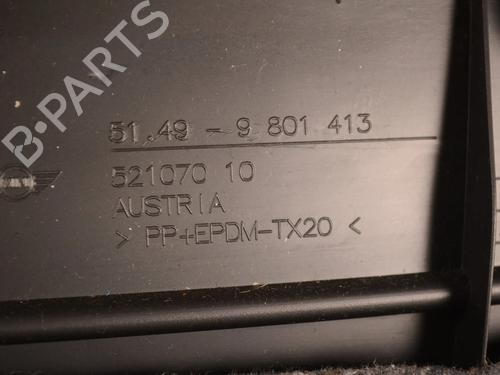 B-PARTS
51.49 - 9 801 413
521070 10
AUSTRIA
> PP+EPDM-TX20 <